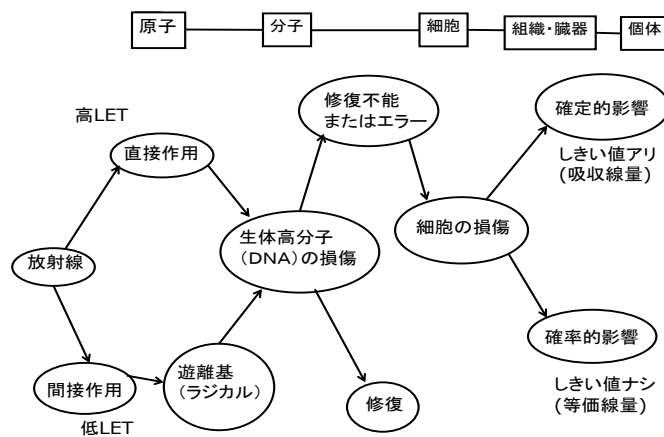 原子
分子
細胞
組織・臓器
個体
高LET
直接作用
放射線
間接作用
低LET
遊離基
(ラジカル)
生体高分子
(DNA)の損傷
修復不能
またはエラー
修復
細胞の損傷
確定的影響
しきい値アリ
(吸収線量)
確率的影響
しきい値ナシ
(等価線量)